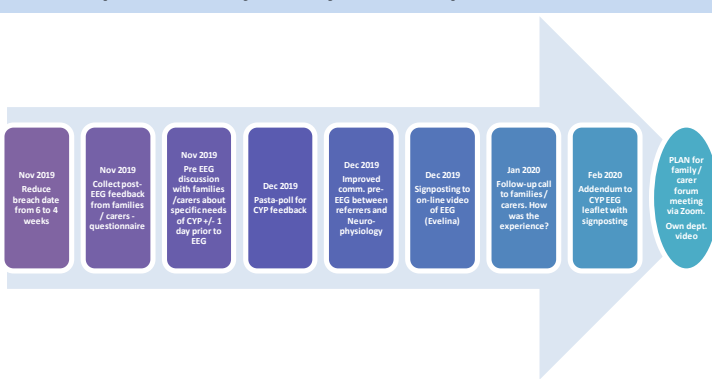 Nov 2019
Reduce
breach date
from 6 to 4
weeks
Nov 2019
Collect post-
EEG feedback
from families
/ carers -
questionnaire
Nov 2019
Pre EEG
discussion
with families
/carers about
specific needs
of CYP +/- 1
day prior to
EEG
Dec 2019
Pasta-poll for
CYP feedback
Dec 2019
Improved
comm. pre-
EEG between
referrers and
Neuro-
physiology
Dec 2019
Signposting to
on-line video
of EEG
(Evelina)
Jan 2020
Follow-up call
to families /
carers. How
was the
experience?
Feb 2020
Addendum to
CYP EEG
leaflet with
signposting
PLAN for
family /
carer
forum
meeting
via Zoom.
Own dept.
video